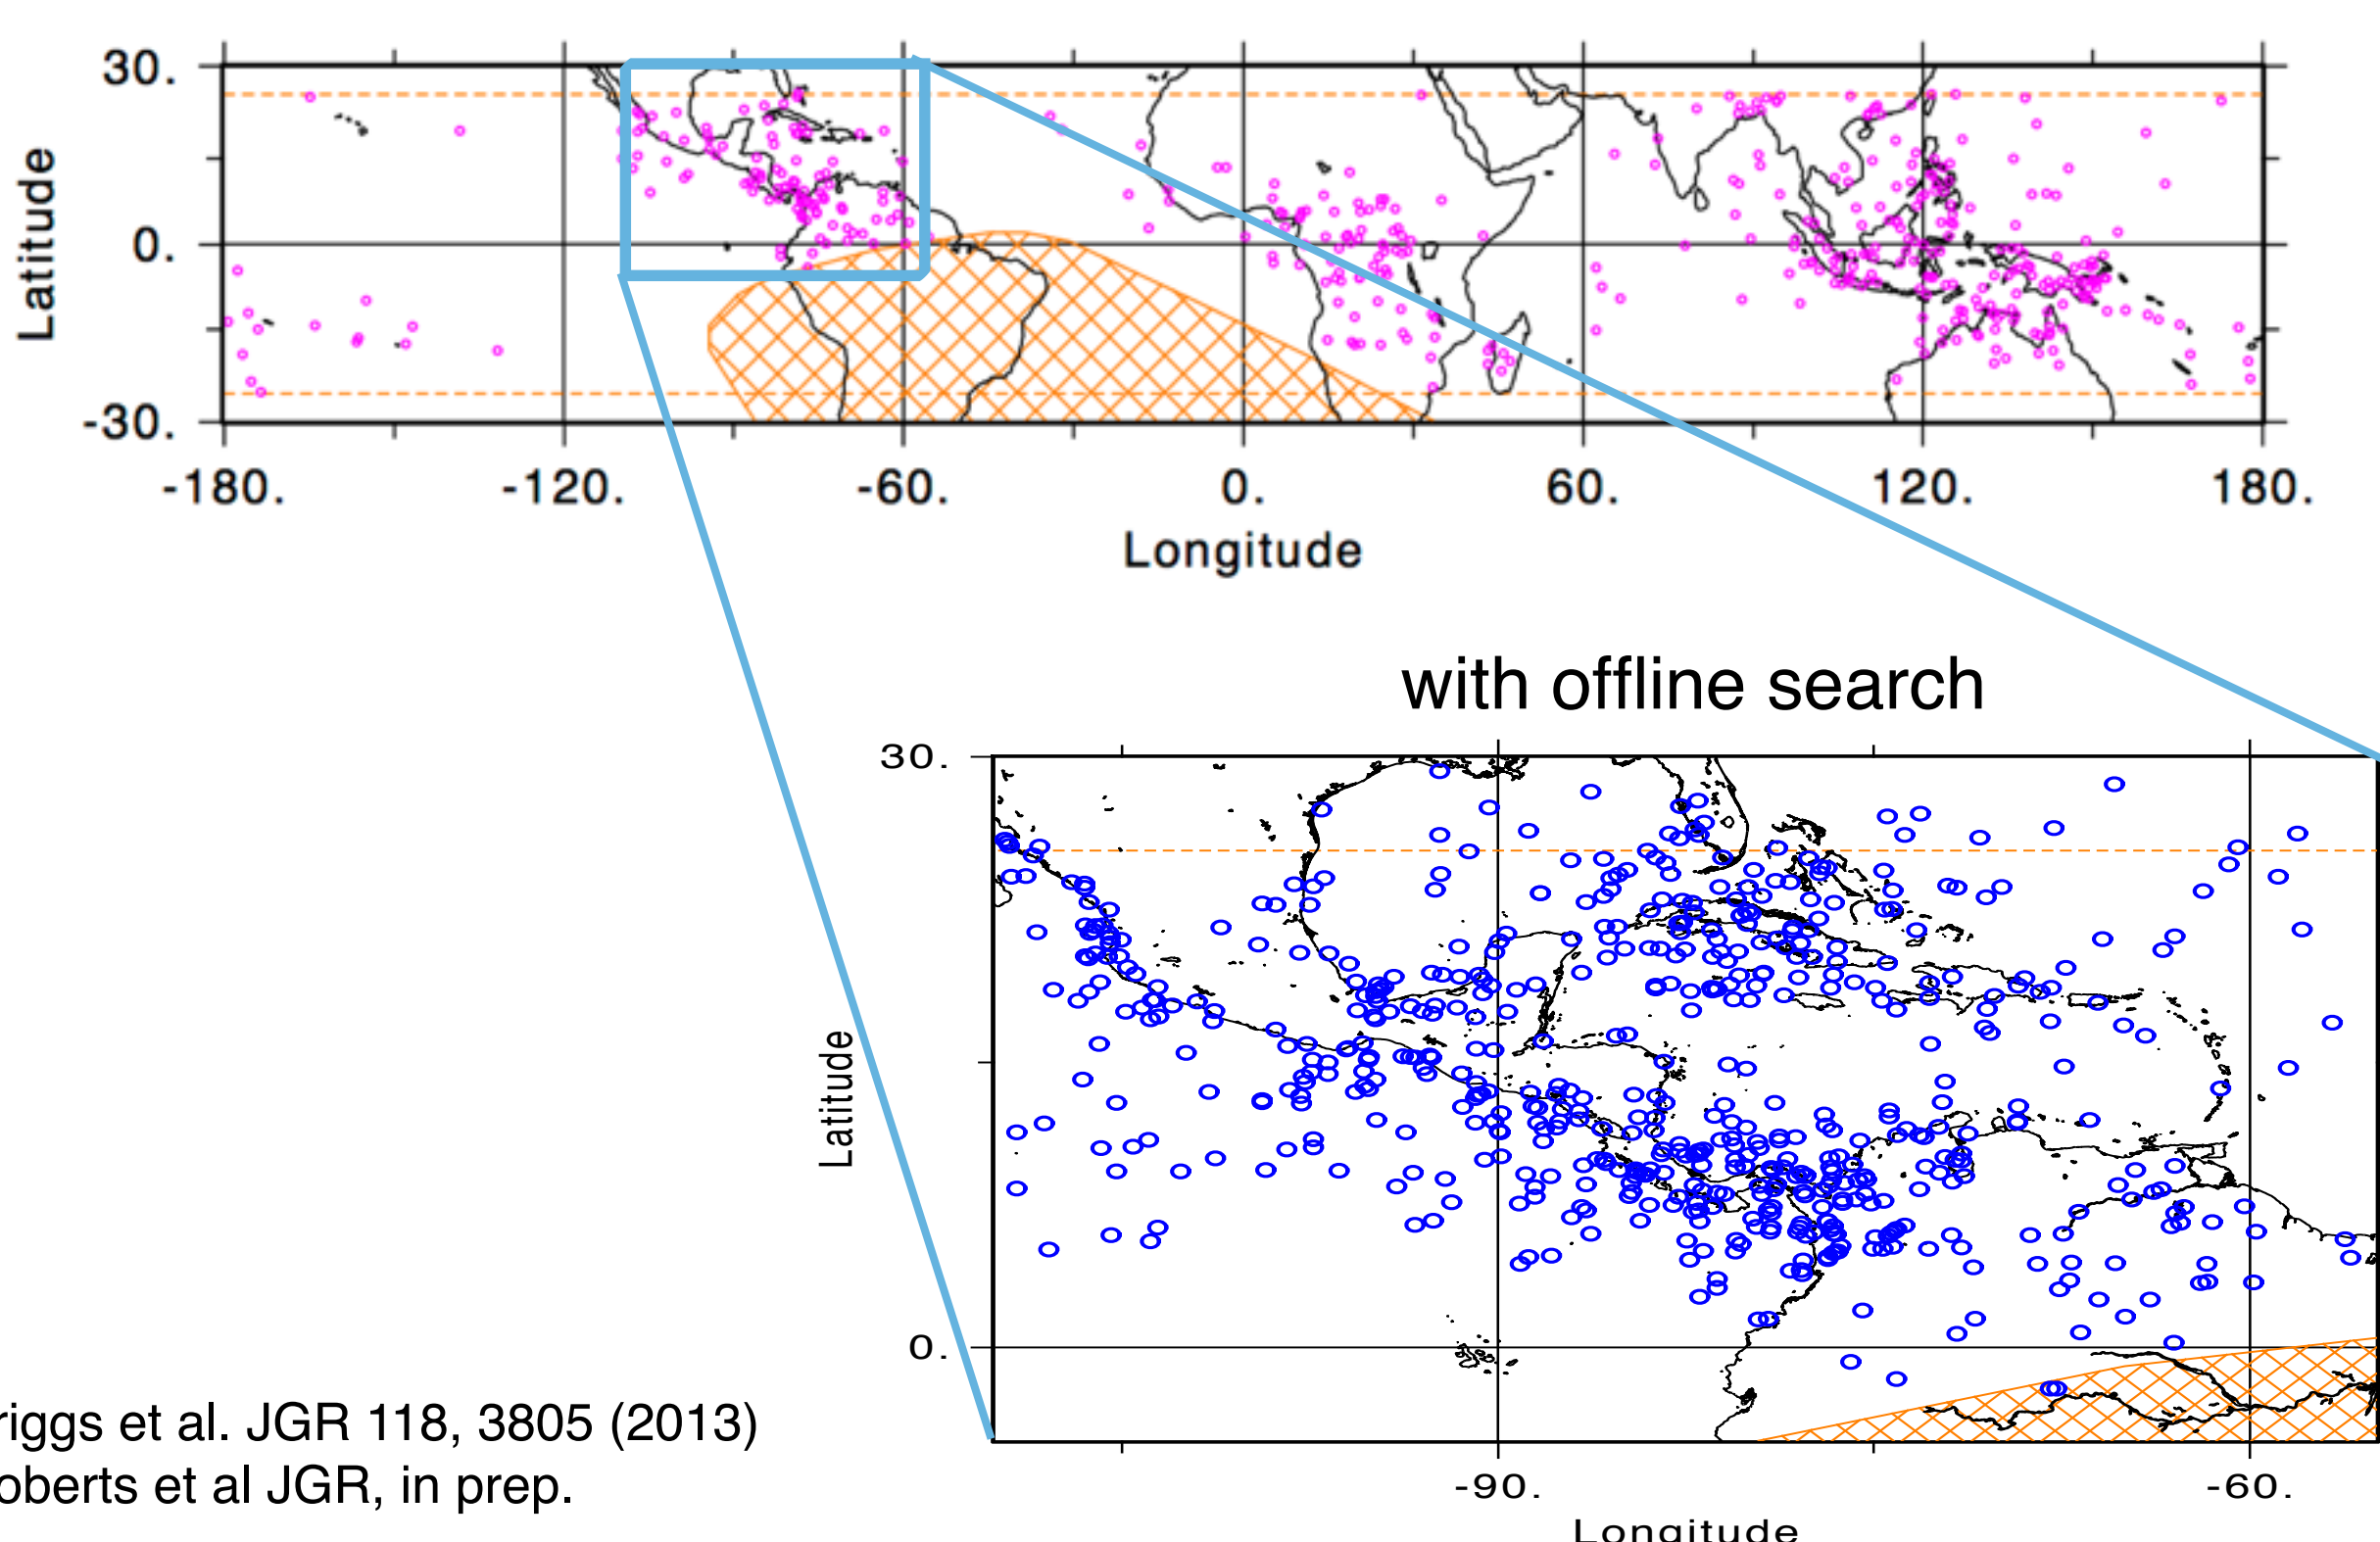 30.
Latitude
0.
-30.
-180. -120. -60. 0. 60. 120. 180.
Longitude
with offline search
30.
Latitude
0.
riggs et al. JGR 118, 3805 (2013)
oberts et al JGR, in prep.
-90. -60.
Longitude